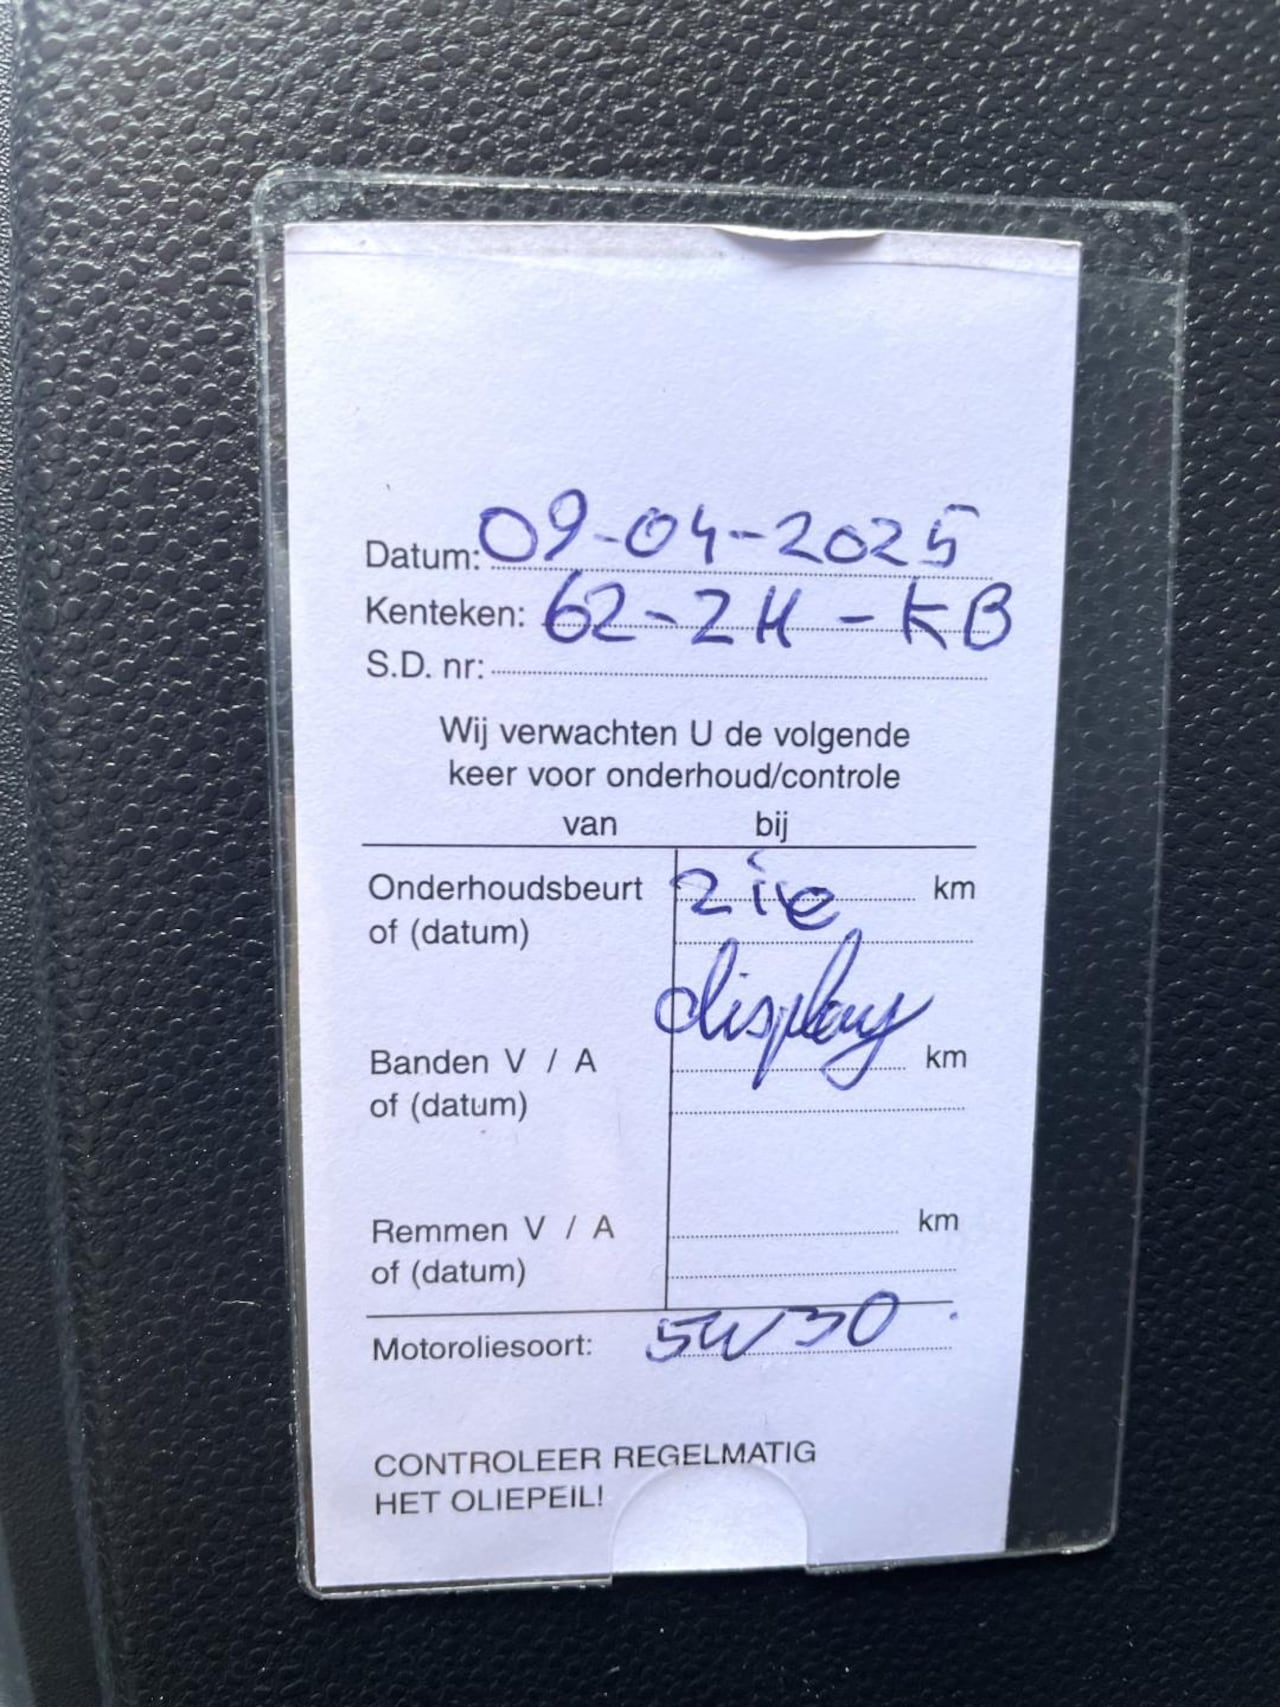 Datum: 09-04-2025
Kenteken: 62-ZH-KB
S.D. nr:
Wij verwachten U de volgende
keer voor onderhoud/controle
van bij
Onderhoudsbeurt zie km
of (datum)
display
Banden V / A km
of (datum)
Remmen V / A km
of (datum)
Motoroliesoort: 5W30
CONTROLEER REGELMATIG
HET OLIEPEIL!